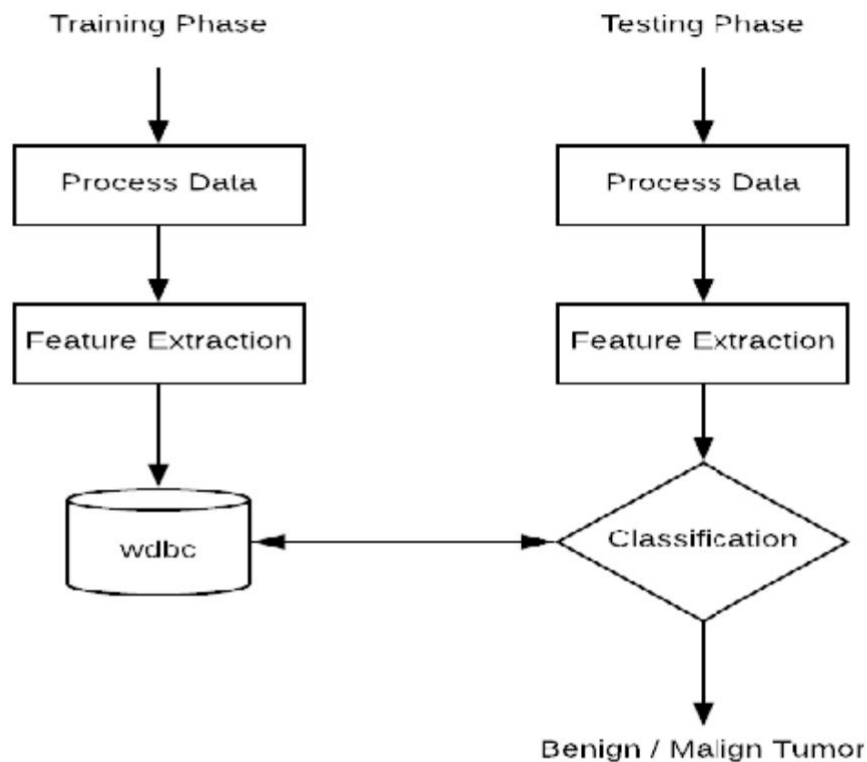 Training Phase
Testing Phase
Process Data
Process Data
Feature Extraction
Feature Extraction
wdbc
Classification
Benign / Malign Tumor